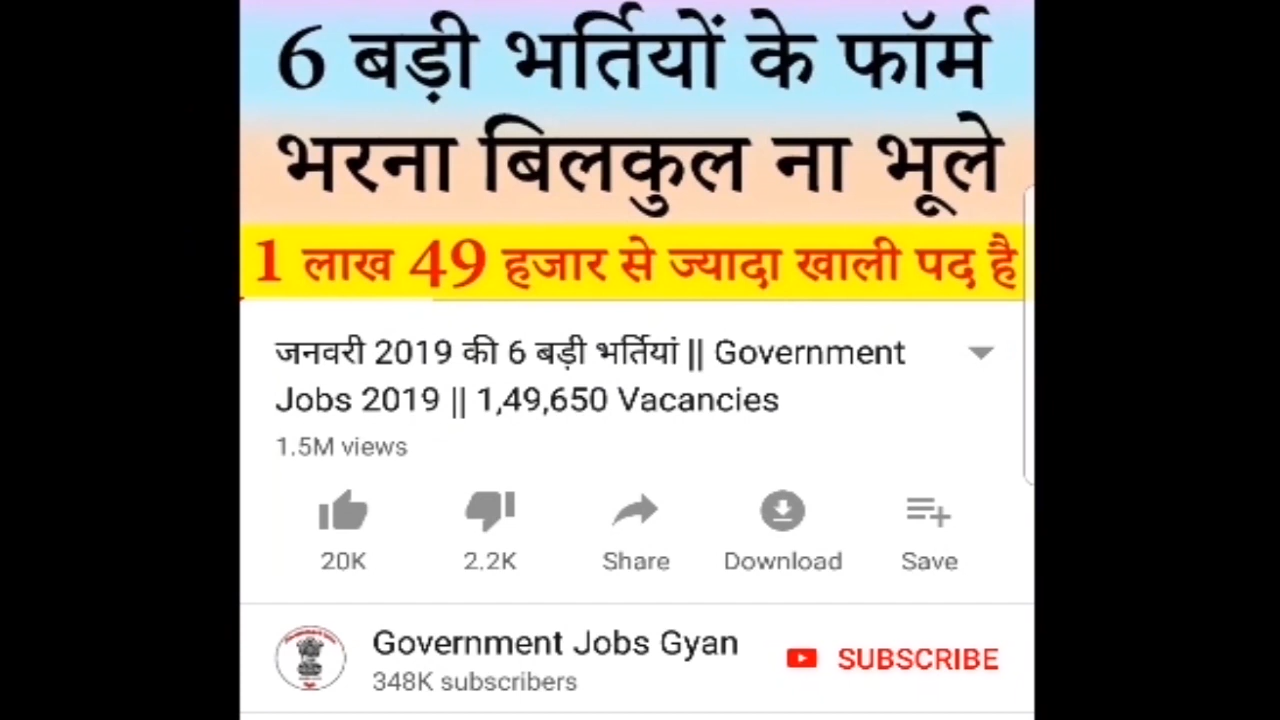 6 बड़ी भर्तियों के फॉर्म
भरना बिलकुल ना भूले
1 लाख 49 हजार से ज्यादा खाली पद है
जनवरी 2019 की 6 बड़ी भर्तियां || Government
Jobs 2019 || 1,49,650 Vacancies
1.5M views
20K 2.2K Share Download Save
Government Jobs Gyan
348K subscribers
SUBSCRIBE